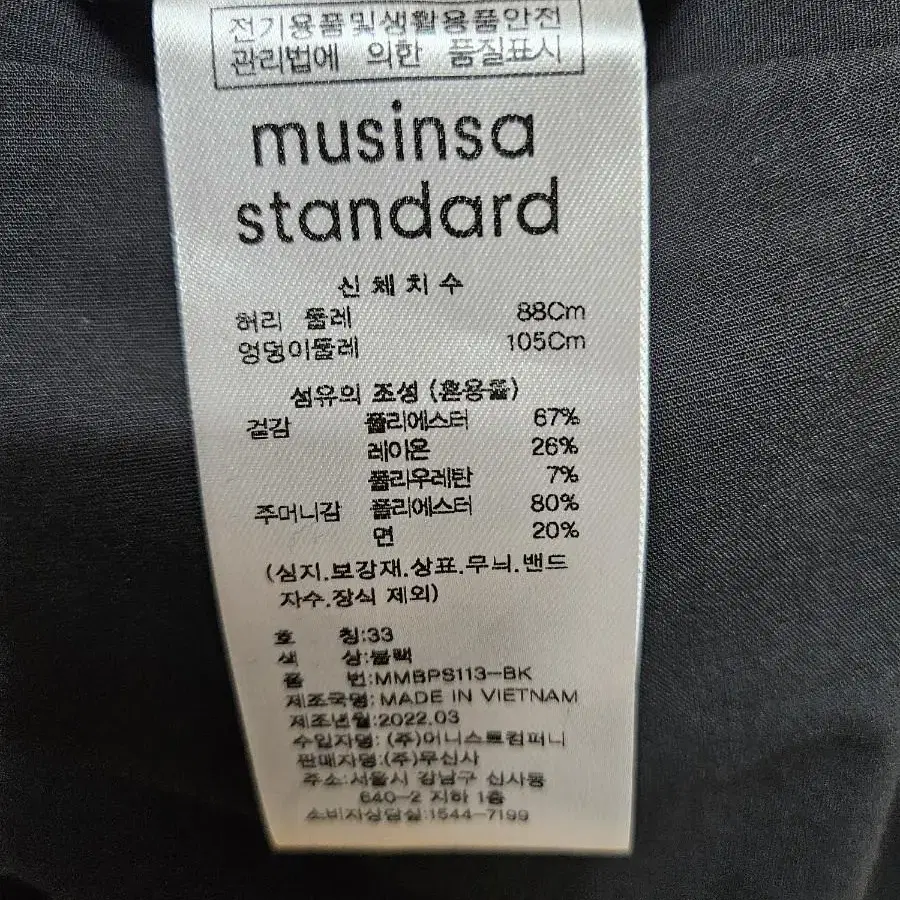 전기용품및생활용품안전
관리법에 의한 품질표시
musinsa
standard
신체치수
허리 둘레 88Cm
엉덩이둘레 105Cm
섬유의 조성 (혼용율)
겉감 폴리에스터 67%
레이온 26%
폴리우레탄 7%
주머니감 폴리에스터 80%
면 20%
(심지.보강재.상표.무늬.밴드
자수.장식 제외)
호 칭:33
색 상:블랙
품 번:MMBPS113-BK
제조국명: MADE IN VIETNAM
제조년월:2022.03
수입자명: (주)어니스트컴퍼니
판매자명:(주)무신사
주소:서울시 강남구 신사동
640-2 지하 1층
소비자상담실:1544-7199